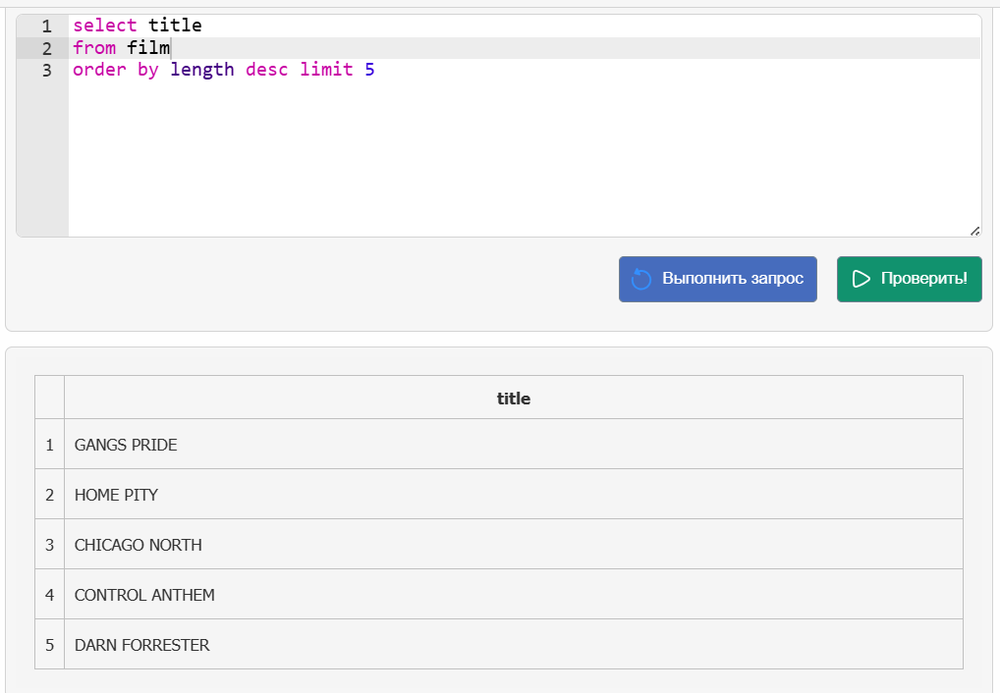 1 select title
2 from film
3 order by length desc limit 5
Выполнить запрос Проверить!
title
1 GANGS PRIDE
2 HOME PITY
3 CHICAGO NORTH
4 CONTROL ANTHEM
5 DARN FORRESTER